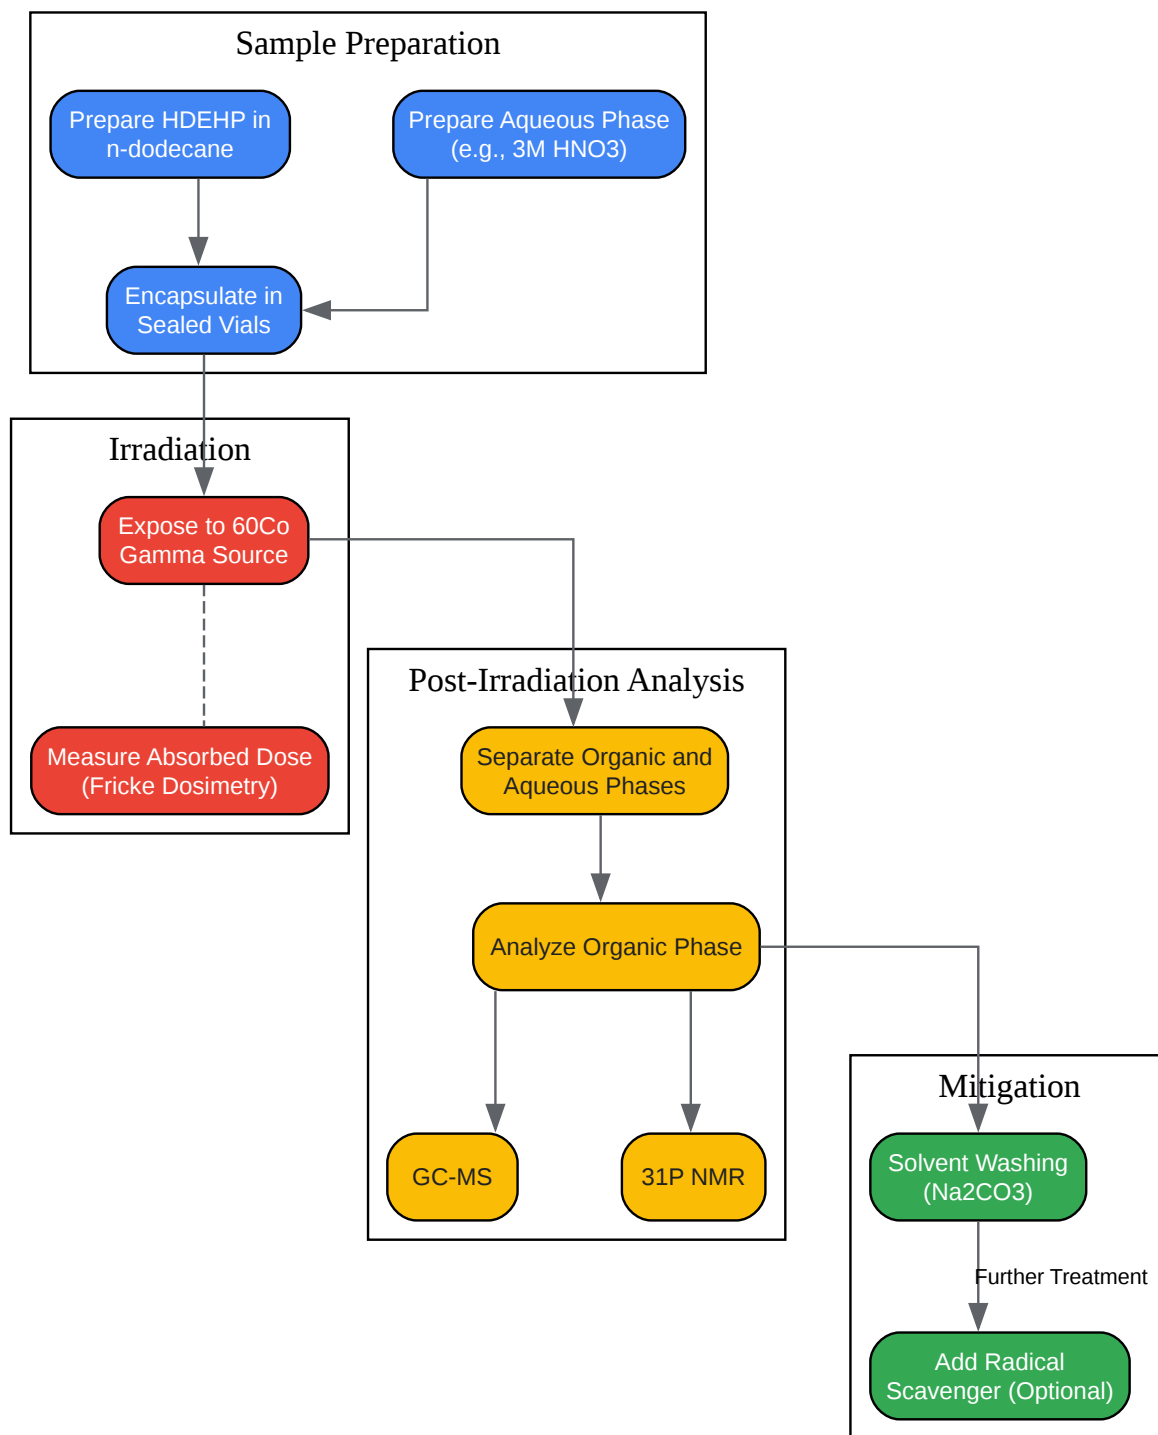 Sample Preparation
Prepare HDEHP in
n-dodecane
Prepare Aqueous Phase
(e.g., 3M HNO3)
Encapsulate in
Sealed Vials
Irradiation
Expose to 60Co
Gamma Source
Measure Absorbed Dose
(Fricke Dosimetry)
Post-Irradiation Analysis
Separate Organic and
Aqueous Phases
Analyze Organic Phase
GC-MS
31P NMR
Mitigation
Solvent Washing
(Na2CO3)
Further Treatment
Add Radical
Scavenger (Optional)